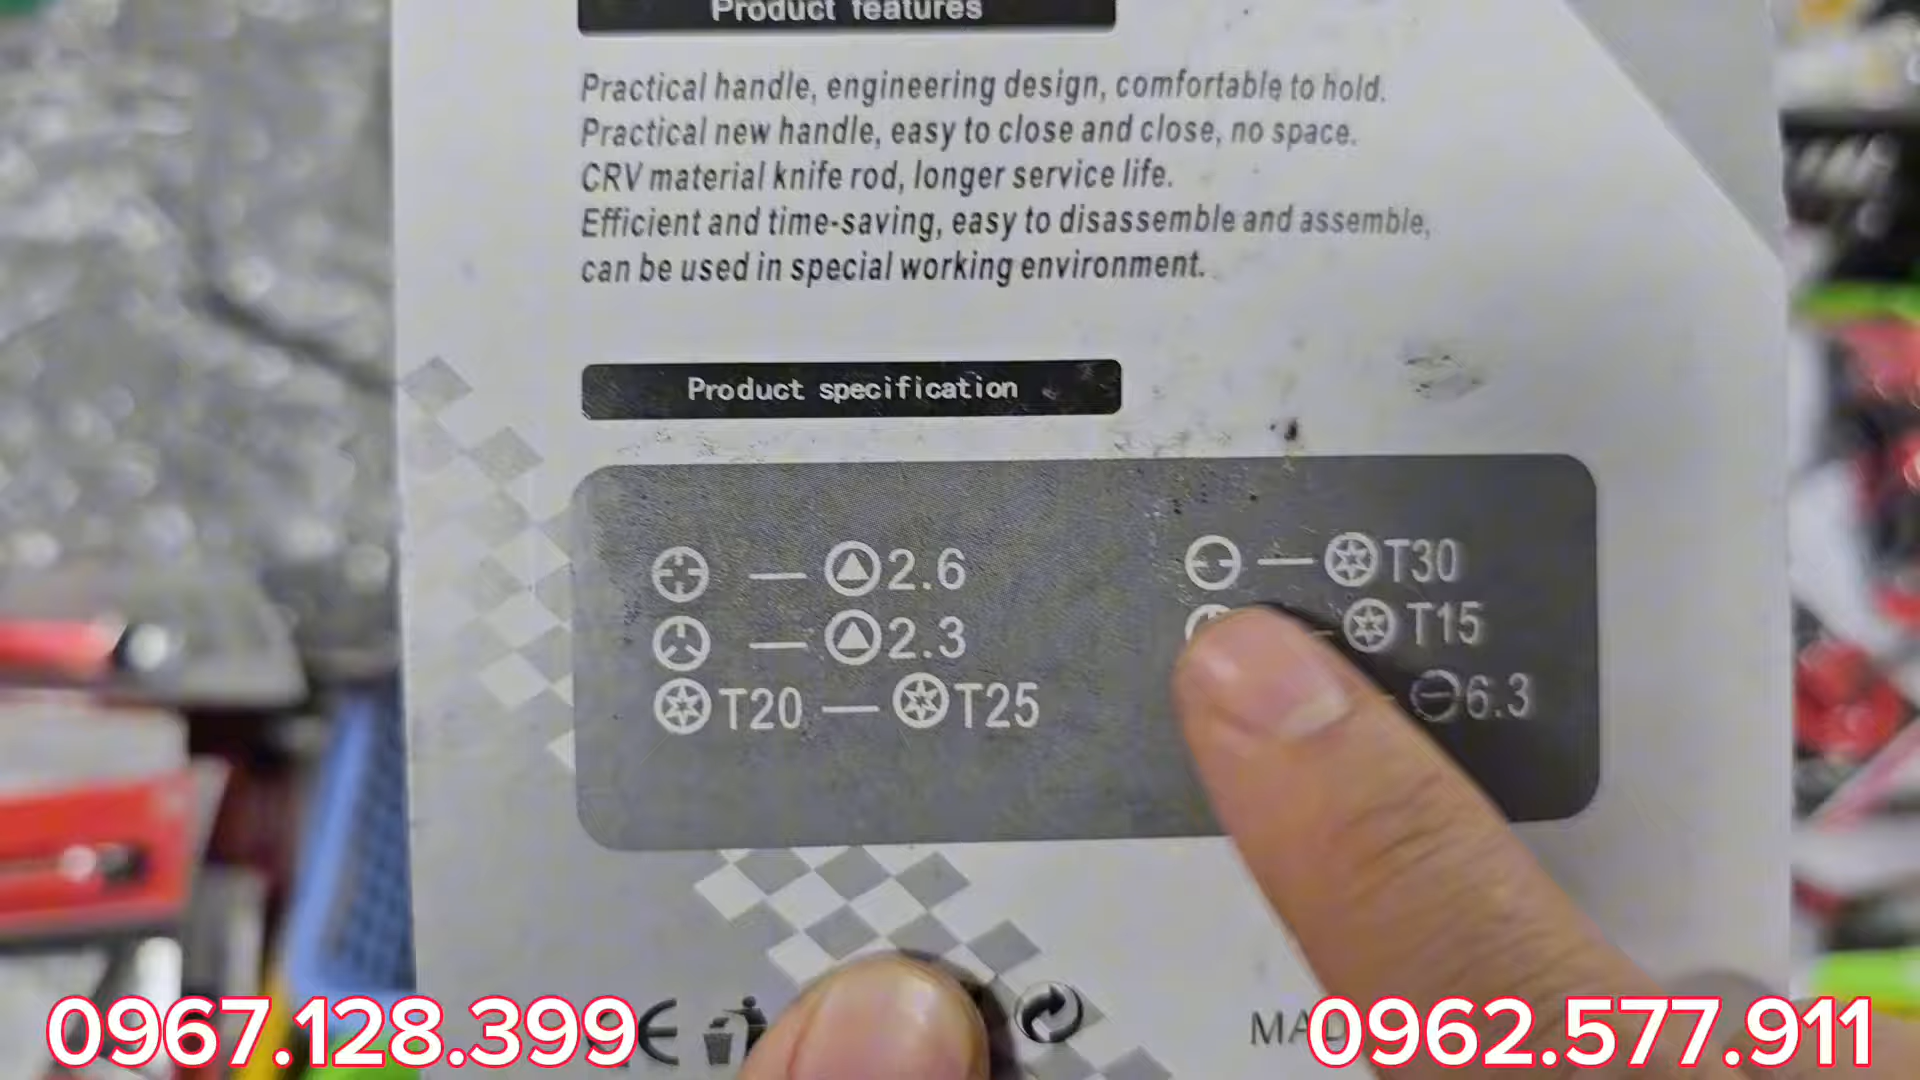 Product features
Practical handle, engineering design, comfortable to hold.
Practical new handle, easy to close and close, no space.
CRV material knife rod, longer service life.
Efficient and time-saving, easy to disassemble and assemble,
can be used in special working environment.
Product specification
— 2.6
— 2.3
T20 — T25
— T30
— T15
— 6.3
0967.128.399
0962.577.911